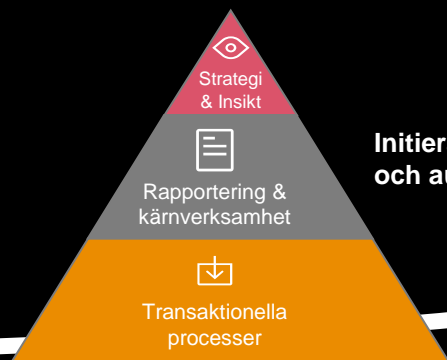 Strategi
& Insikt
Initier
och au
Rapportering &
kärnverksamhet
Transaktionella
processer